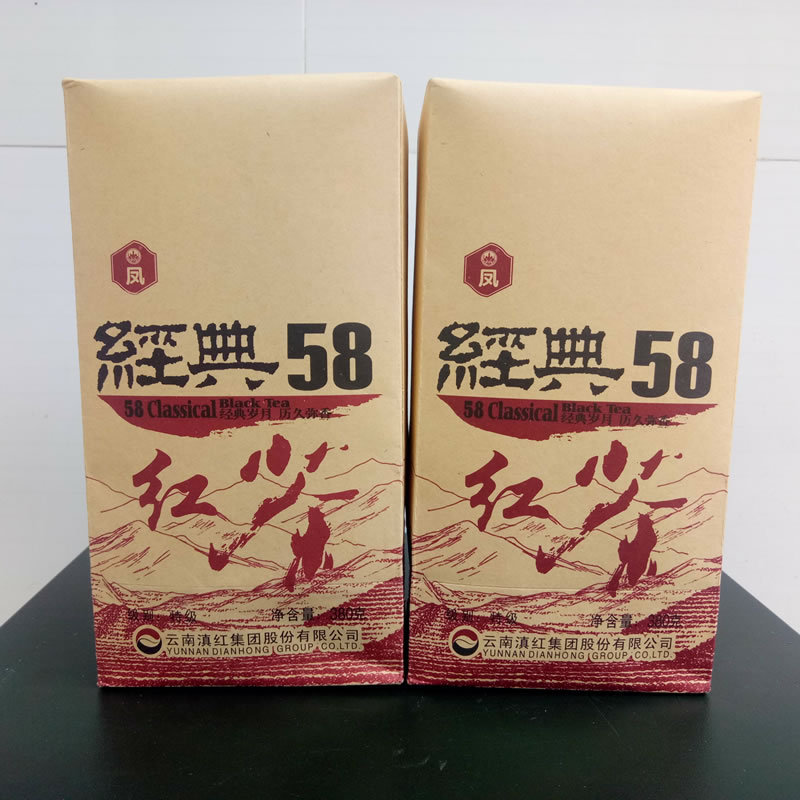 凤
經典58
58 Classical Black Tea
经典岁月 历久弥香
红茶
级别 特级 净含量 380克
云南滇红集团股份有限公司
YUNNAN DIANHONG GROUP CO.LTD.
凤
經典58
58 Classical Black Tea
经典岁月 历久弥香
红茶
特级 净含量 380克
云南滇红集团股份有限公司
YUNNAN DIANHONG GROUP CO.LTD.